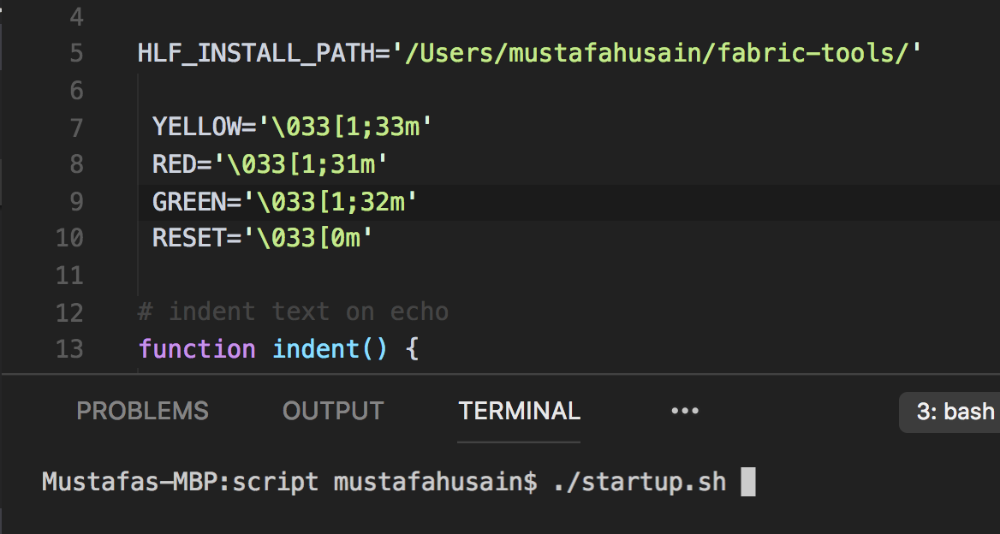 4
5 HLF_INSTALL_PATH='/Users/mustafahusain/fabric-tools/'
6
7 YELLOW='\033[1;33m'
8 RED='\033[1;31m'
9 GREEN='\033[1;32m'
10 RESET='\033[0m'
11
12 # indent text on echo
13 function indent() {
PROBLEMS OUTPUT TERMINAL ••• 3: bash
Mustafas-MBP:script mustafahusain$ ./startup.sh